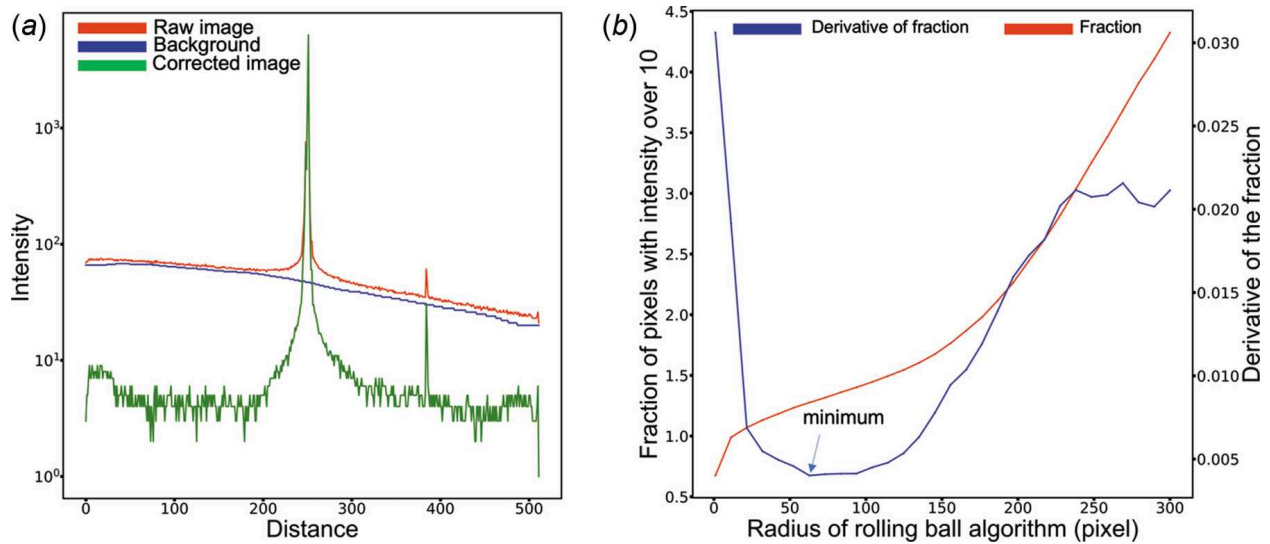 (a)
Raw image
Background
Corrected image
10³
10²
10¹
10⁰
Intensity
0
100
200
300
400
500
Distance
(b)
Derivative of fraction
Fraction
4.5
4.0
3.5
3.0
2.5
2.0
1.5
1.0
0.5
Fraction of pixels with intensity over 10
minimum
0.030
0.025
0.020
0.015
0.010
0.005
Derivative of the fraction
0
50
100
150
200
250
300
Radius of rolling ball algorithm (pixel)